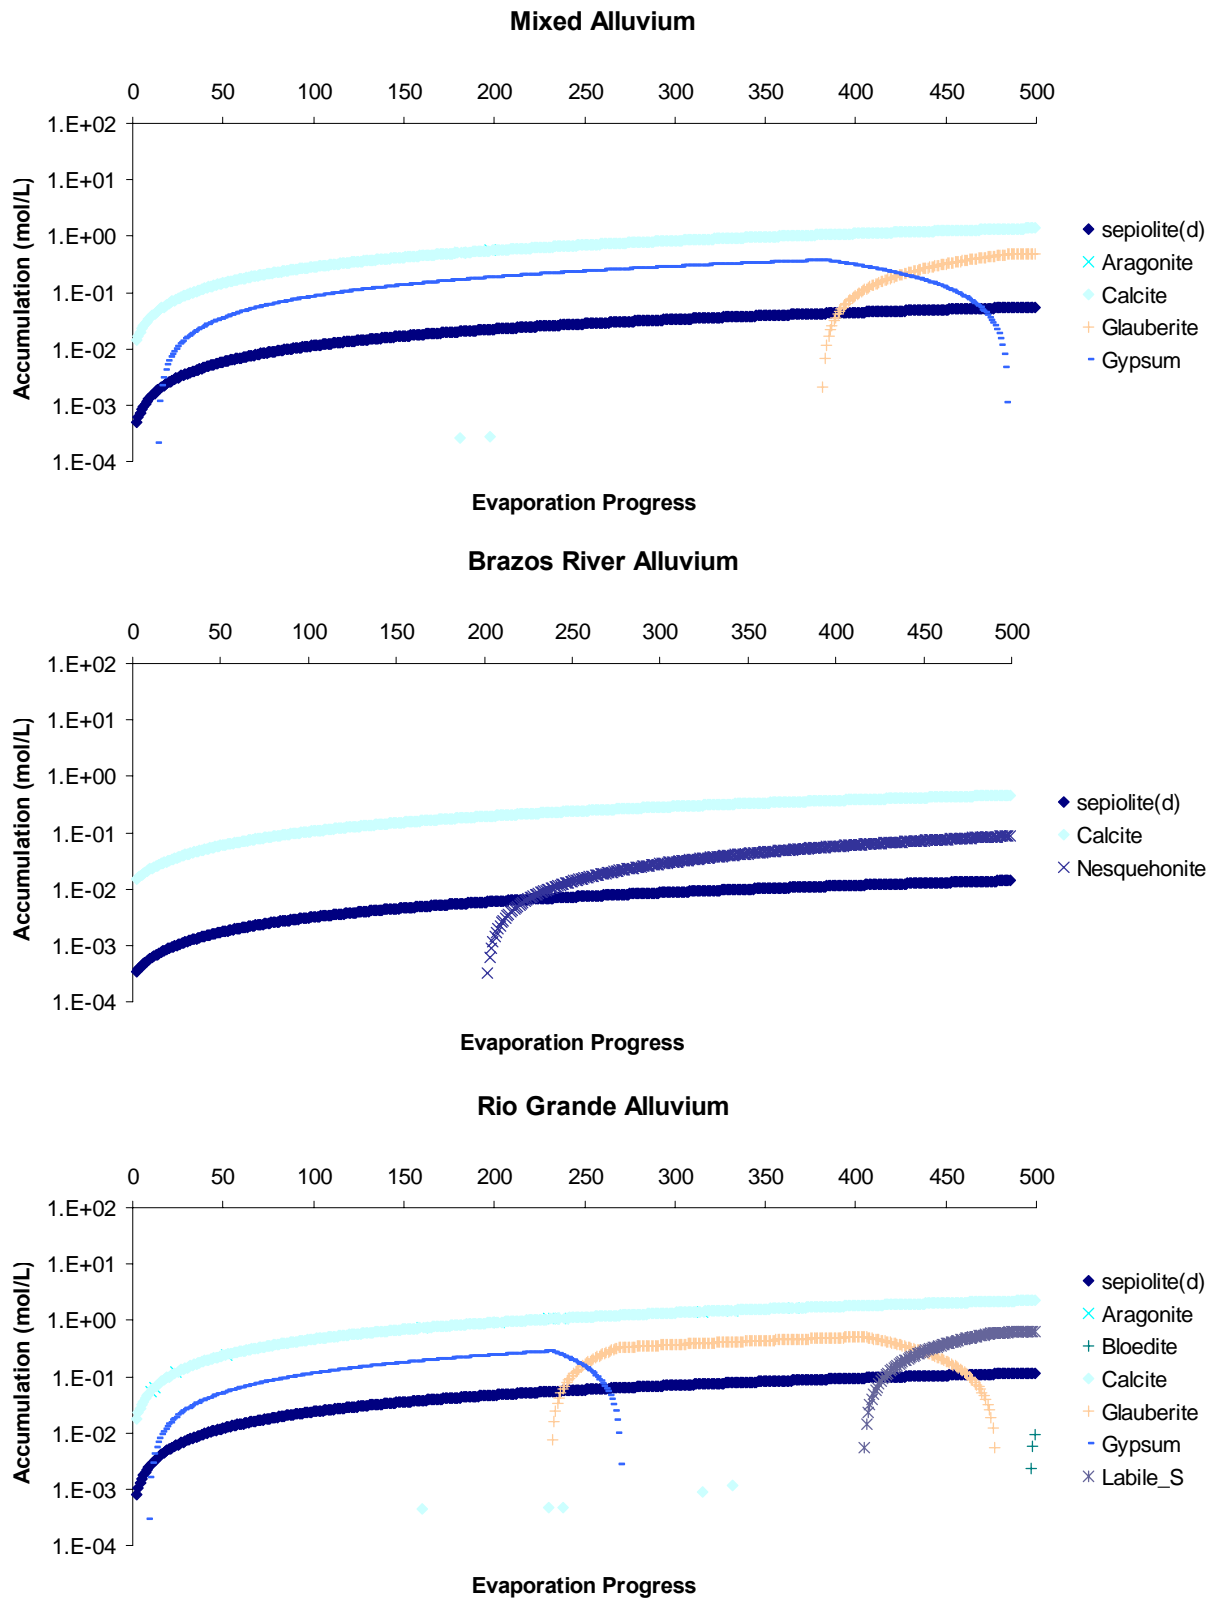 Mixed Alluvium
0 50 100 150 200 250 300 350 400 450 500
1.E+02
1.E+01
1.E+00
1.E-01
1.E-02
1.E-03
1.E-04
Accumulation (mol/L)
sepiolite(d)
Aragonite
Calcite
Glauberite
Gypsum
Evaporation Progress
Brazos River Alluvium
0 50 100 150 200 250 300 350 400 450 500
1.E+02
1.E+01
1.E+00
1.E-01
1.E-02
1.E-03
1.E-04
Accumulation (mol/L)
sepiolite(d)
Calcite
Nesquehonite
Evaporation Progress
Rio Grande Alluvium
0 50 100 150 200 250 300 350 400 450 500
1.E+02
1.E+01
1.E+00
1.E-01
1.E-02
1.E-03
1.E-04
Accumulation (mol/L)
sepiolite(d)
Aragonite
Bloedite
Calcite
Glauberite
Gypsum
Labile_S
Evaporation Progress